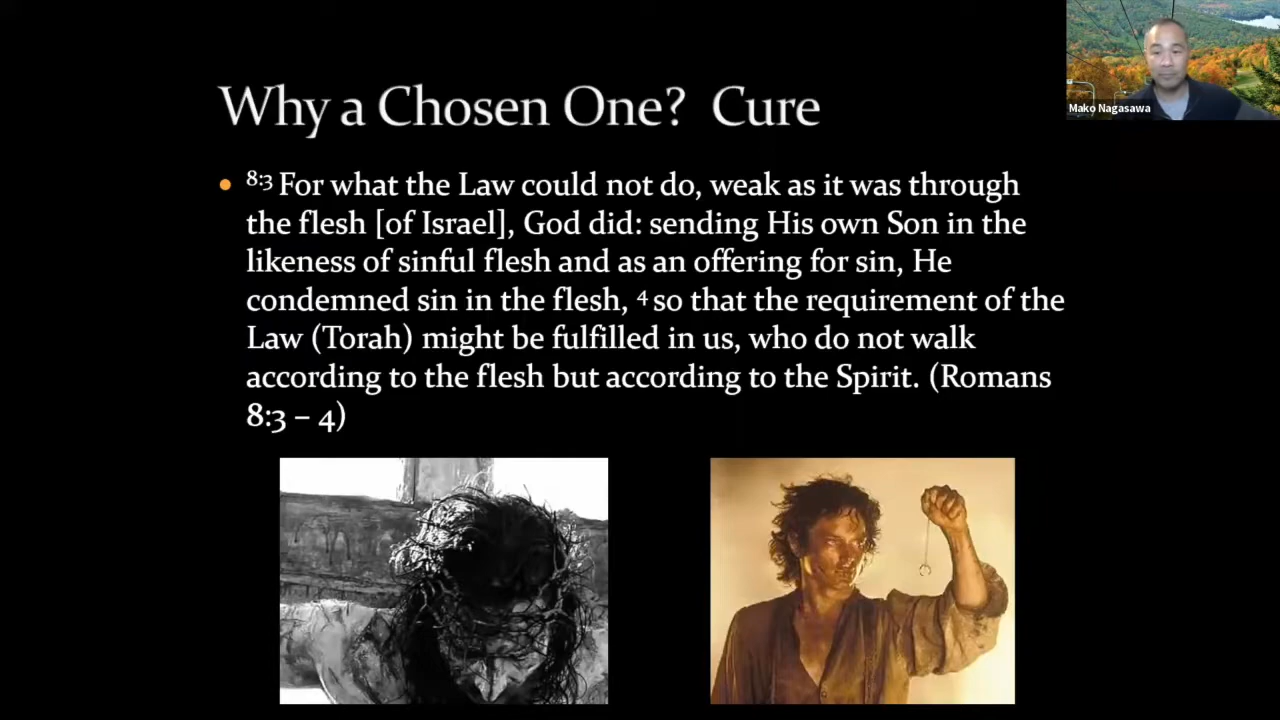 Why a Chosen One? Cure
Mako Nagasawa
8:3 For what the Law could not do, weak as it was through
the flesh [of Israel], God did: sending His own Son in the
likeness of sinful flesh and as an offering for sin, He
condemned sin in the flesh, 4 so that the requirement of the
Law (Torah) might be fulfilled in us, who do not walk
according to the flesh but according to the Spirit. (Romans
8:3 – 4)